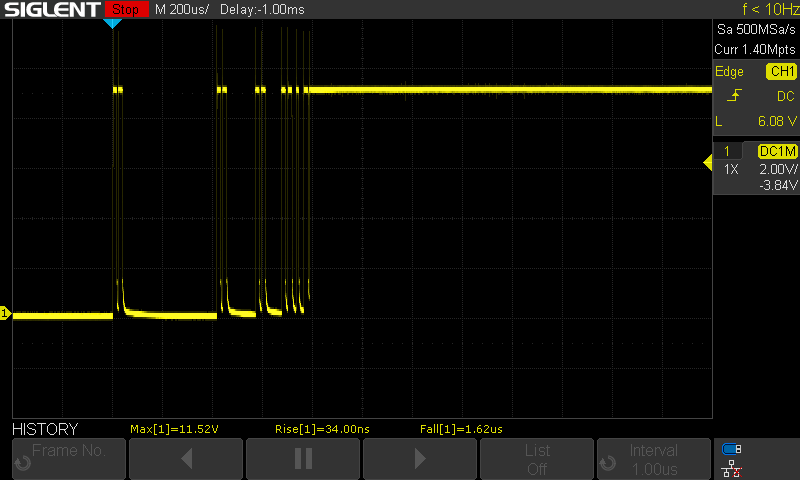 SIGLENT Stop M 200us/ Delay:-1.00ms f < 10Hz
Sa 500MSa/s
Curr 1.40Mpts
Edge CH1
DC
L 6.08 V
1 DC1M
1X 2.00V/
-3.84V
1
HISTORY
Max[1]=11.52V Rise[1]=34.00ns Fall[1]=1.62us
Frame No. List Interval
Off 1.00us